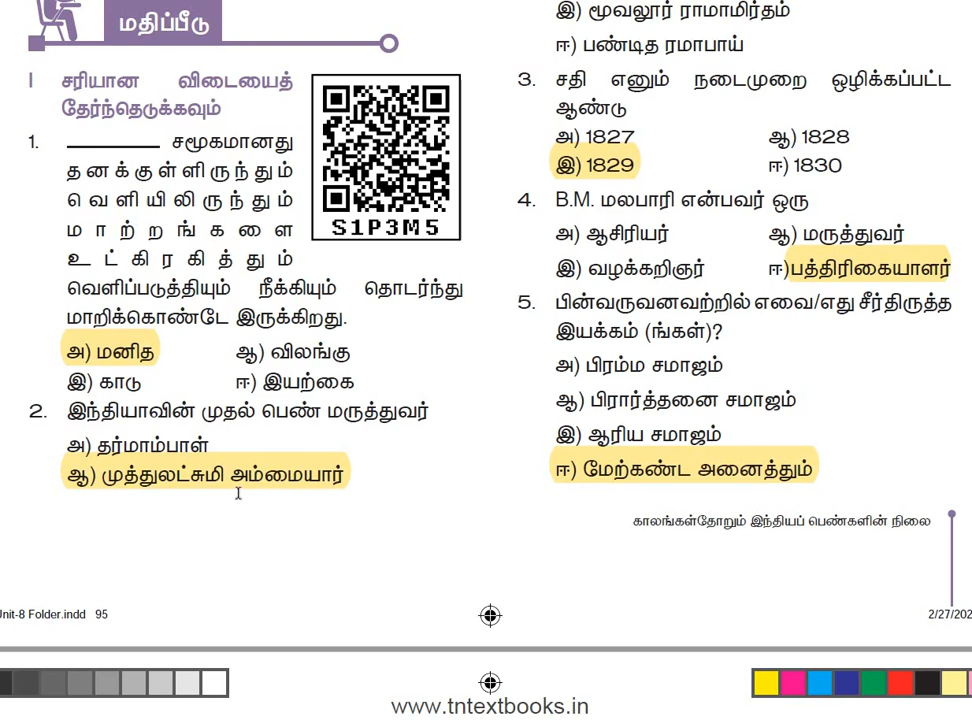 மதிப்பீடு
I சரியான விடையைத்
தேர்ந்தெடுக்கவும்
1. ________ சமூகமானது
தனக்குள்ளிருந்தும்
வெளியிலிருந்தும்
மாற்றங்களை
உட்கிரகித்தும்
வெளிப்படுத்தியும் நீக்கியும் தொடர்ந்து
மாறிக்கொண்டே இருக்கிறது.
அ) மனித ஆ) விலங்கு
இ) காடு ஈ) இயற்கை
2. இந்தியாவின் முதல் பெண் மருத்துவர்
அ) தர்மாம்பாள்
ஆ) முத்துலட்சுமி அம்மையார்
S1P3M5
இ) மூவலூர் ராமாமிர்தம்
ஈ) பண்டித ரமாபாய்
3. சதி எனும் நடைமுறை ஒழிக்கப்பட்ட
ஆண்டு
அ) 1827 ஆ) 1828
இ) 1829 ஈ) 1830
4. B.M. மலபாரி என்பவர் ஒரு
அ) ஆசிரியர் ஆ) மருத்துவர்
இ) வழக்கறிஞர் ஈ)பத்திரிகையாளர்
5. பின்வருவனவற்றில் எவை/எது சீர்திருத்த
இயக்கம் (ங்கள்)?
அ) பிரம்ம சமாஜம்
ஆ) பிரார்த்தனை சமாஜம்
இ) ஆரிய சமாஜம்
ஈ) மேற்கண்ட அனைத்தும்
காலங்கள்தோறும் இந்தியப் பெண்களின் நிலை
Unit-8 Folder.indd 95
2/27/202
www.tntextbooks.in